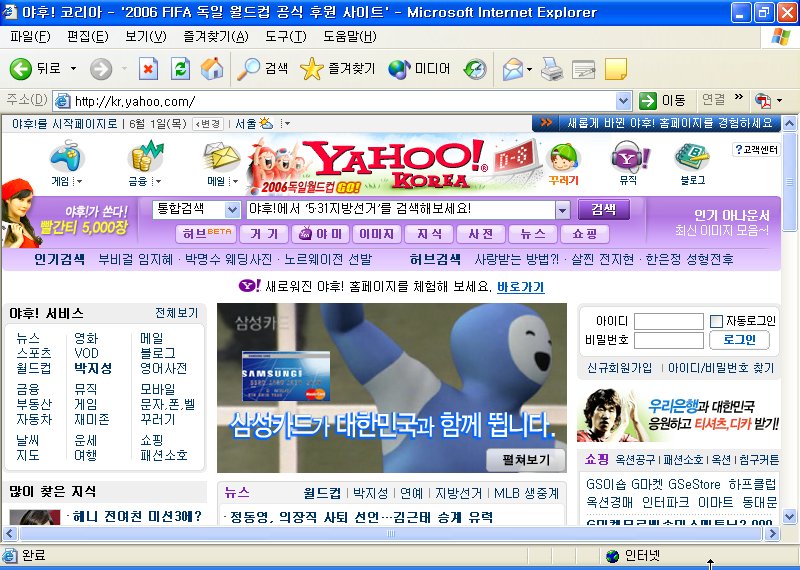 야후! 코리아 - '2006 FIFA 독일 월드컵 공식 후원 사이트' - Microsoft Internet Explorer
파일(F) 편집(E) 보기(V) 즐겨찾기(A) 도구(T) 도움말(H)
뒤로 검색 즐겨찾기 미디어
주소(D) http://kr.yahoo.com/ 이동 연결 »
야후!를 시작페이지로 | 6월 1일(목) 변경 | 서울 새롭게 바뀐 야후! 홈페이지를 경험하세요
YAHOO! KOREA
2006독일월드컵 GO!
게임 금융 메일 꾸러기 뮤직 블로그 ?고객센터
야후!가 쏜다!
빨간티 5,000장
통합검색 야후!에서 '5·31지방선거'를 검색해보세요! 검색
인기 아나운서
최신 이미지 모음~!
허브BETA 거기 야미 이미지 지식 사전 뉴스 쇼핑
인기검색 부비걸 임지혜 · 박명수 웨딩사진 · 노르웨이전 선발 허브검색 사랑받는 방법?! · 살찐 전지현 · 한은정 성형전후
Y! 새로워진 야후! 홈페이지를 체험해 보세요. 바로가기
야후! 서비스 전체보기
뉴스 영화 메일
스포츠 VOD 블로그
월드컵 박지성 영어사전
금융 뮤직 모바일
부동산 게임 문자,폰,벨
자동차 재미존 꾸러기
날씨 운세 쇼핑
지도 여행 패션소호
삼성카드
SAMSUNG
MasterCard
삼성카드가 대한민국과 함께 뜁니다.
펼쳐보기
아이디 자동로그인
비밀번호 로그인
신규회원가입 | 아이디/비밀번호 찾기
우리은행과 대한민국
응원하고 티셔츠,디카 받기!
쇼핑 옥션공구 | 패션소호 | 옥션 | 침구커튼
GS이숍 G마켓 GSeStore 하프클럽
옥션경매 인터파크 이마트 동대문
많이 찾은 지식
·헤니 전여친 미션3에?
뉴스 월드컵 | 박지성 | 연예 | 지방선거 | MLB 생중계
·정동영, 의장직 사퇴 선언…김근태 승계 유력
완료 인터넷